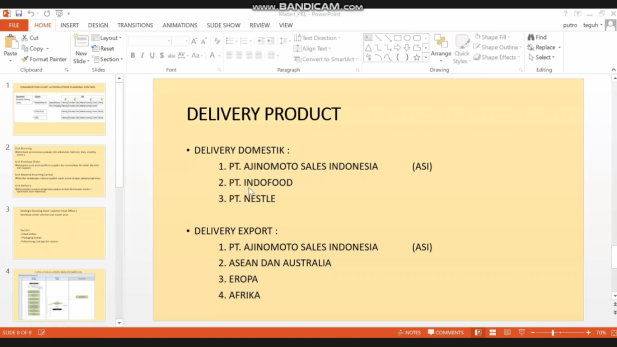 www.BANDICAM.com
Materi_PKL - PowerPoint
FILE HOME INSERT DESIGN TRANSITIONS ANIMATIONS SLIDE SHOW REVIEW VIEW
putro teguh
Paste
Cut
Copy
Format Painter
Clipboard
New Slide
Layout
Reset
Section
Slides
Font
Text Direction
Align Text
Convert to SmartArt
Paragraph
Arrange
Quick Styles
Shape Fill
Shape Outline
Shape Effects
Drawing
Find
Replace
Select
Editing
1
2
3
4
DELIVERY PRODUCT
• DELIVERY DOMESTIK :
1. PT. AJINOMOTO SALES INDONESIA (ASI)
2. PT. INDOFOOD
3. PT. NESTLE
• DELIVERY EXPORT :
1. PT. AJINOMOTO SALES INDONESIA (ASI)
2. ASEAN DAN AUSTRALIA
3. EROPA
4. AFRIKA
SLIDE 6 OF 9 NOTES COMMENTS 70%